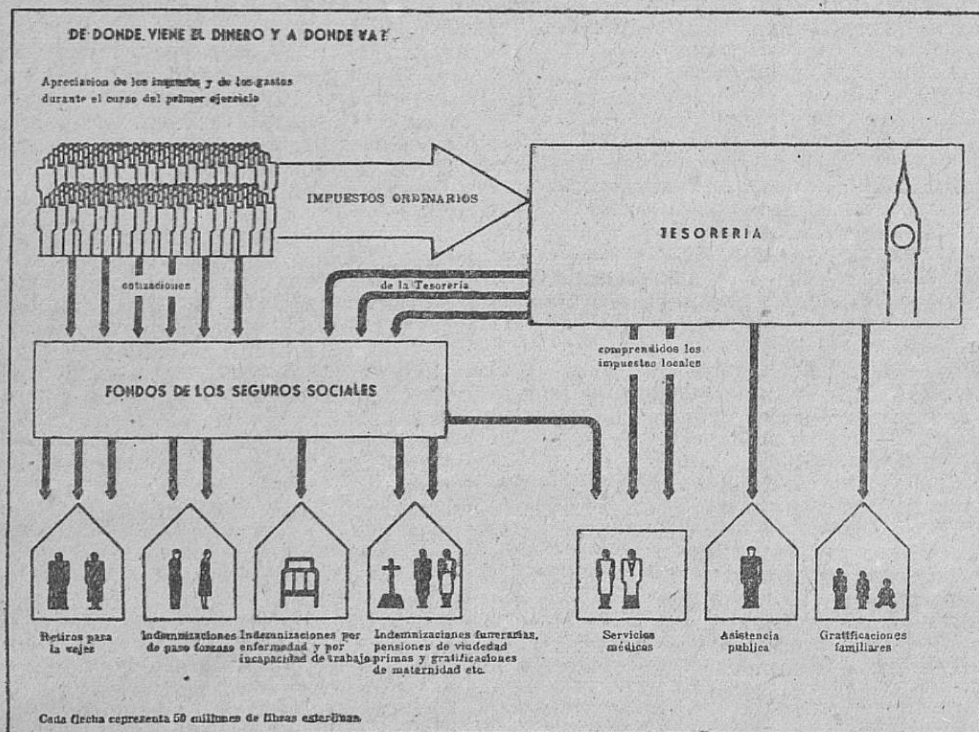 DE DONDE VIENE EL DINERO Y A DONDE VA?
Apreciacion de los impuestos y de los gastos
durante el curso del primer ejercicio
IMPUESTOS ORDINARIOS
TESORERIA
cotizaciones
de la Tesorería
comprendidos los
impuestos locales
FONDOS DE LOS SEGUROS SOCIALES
Retiros para
la vejez
Indemnizaciones
de paro forzoso
Indemnizaciones por
enfermedad y por
incapacidad de trabajo
Indemnizaciones funerarias,
pensiones de viudedad
primas y gratificaciones
de maternidad etc.
Servicios
médicos
Asistencia
publica
Gratificaciones
familiares
Cada flecha representa 50 millones de libras esterlinas.